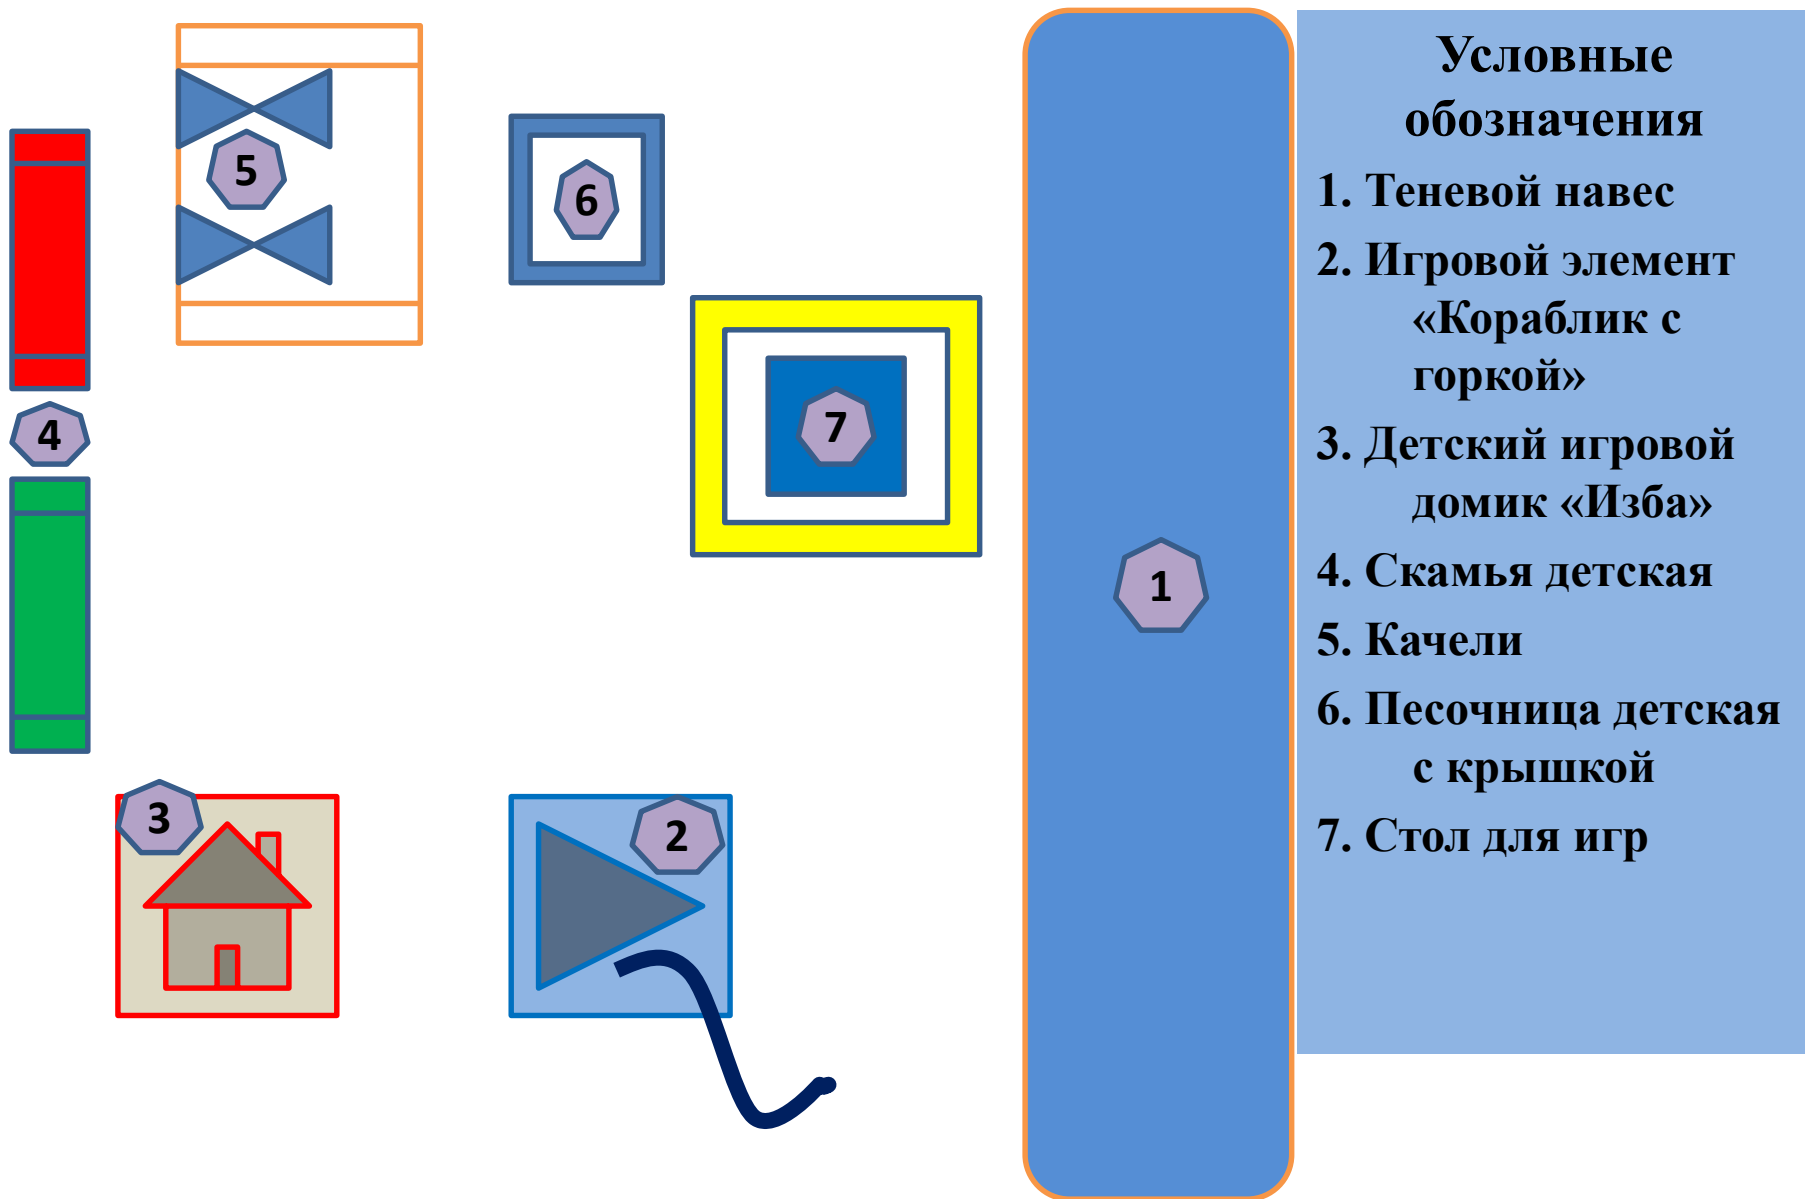 5
6
4
7
1
3
2
Условные
обозначения
1. Теневой навес
2. Игровой элемент
«Кораблик с
горкой»
3. Детский игровой
домик «Изба»
4. Скамья детская
5. Качели
6. Песочница детская
с крышкой
7. Стол для игр